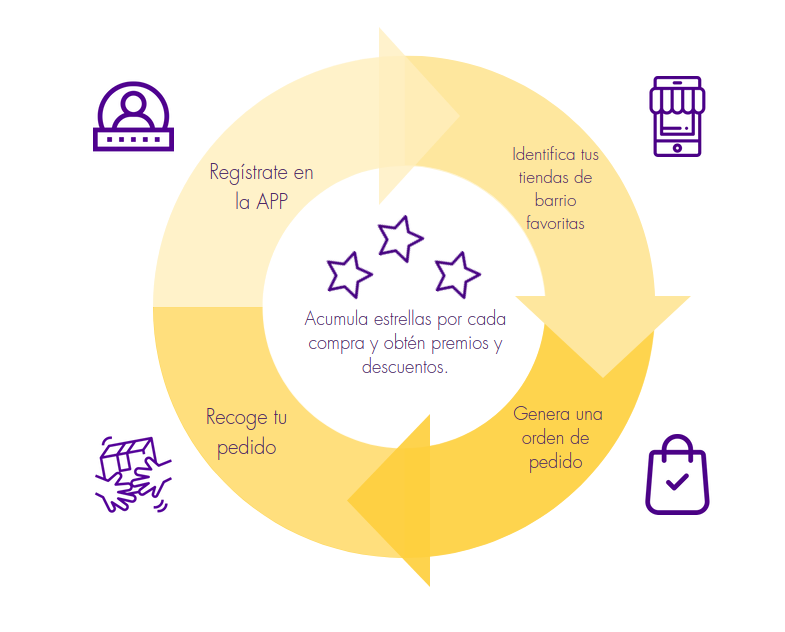 Regístrate en
la APP
Identifica tus
tiendas de
barrio
favoritas
Acumula estrellas por cada
compra y obtén premios y
descuentos.
Genera una
orden de
pedido
Recoge tu
pedido